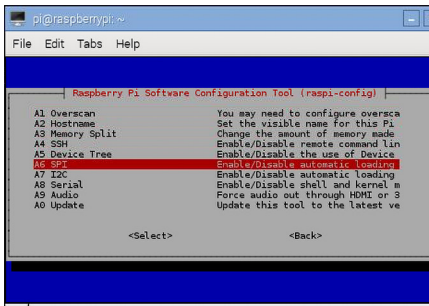 pi@raspberrypi: ~
File Edit Tabs Help
Raspberry Pi Software Configuration Tool (raspi-config)
A1 Overscan You may need to configure oversca
A2 Hostname Set the visible name for this Pi
A3 Memory Split Change the amount of memory made
A4 SSH Enable/Disable remote command lin
A5 Device Tree Enable/Disable the use of Device
A6 SPI Enable/Disable automatic loading
A7 I2C Enable/Disable automatic loading
A8 Serial Enable/Disable shell and kernel m
A9 Audio Force audio out through HDMI or 3
A0 Update Update this tool to the latest ve
<Select> <Back>